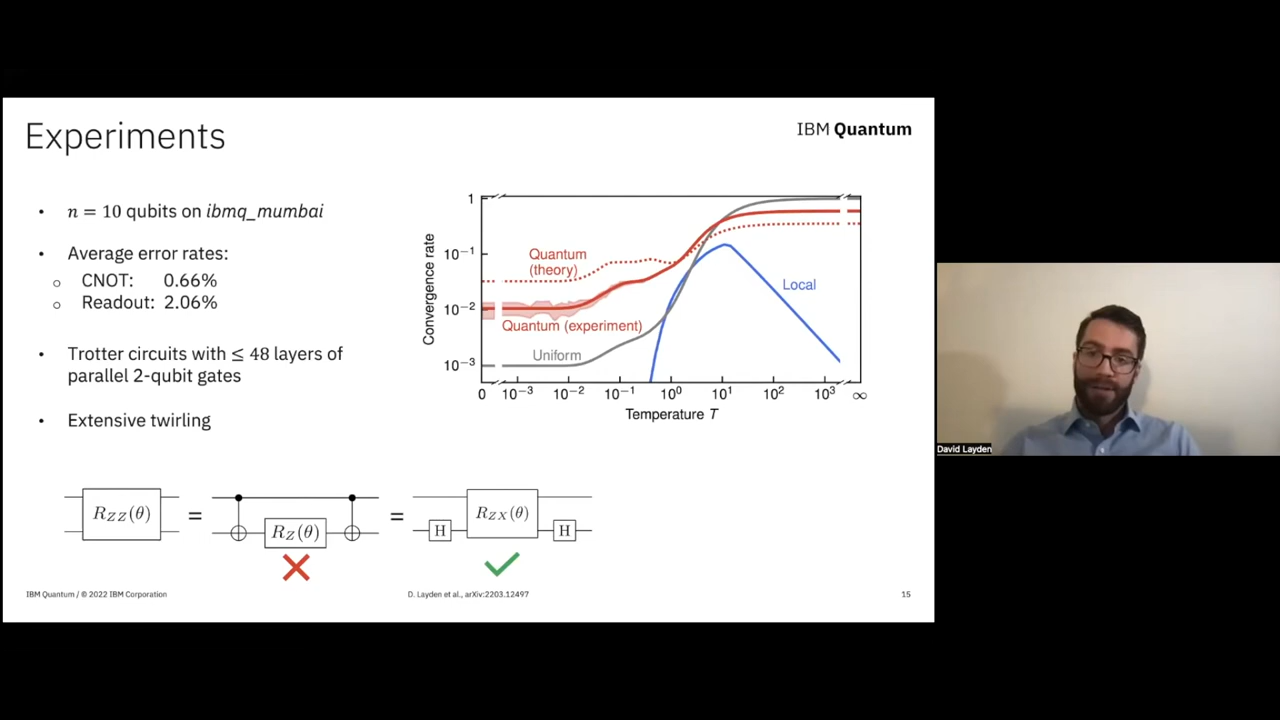 Experiments
IBM Quantum
• n = 10 qubits on ibmq_mumbai
• Average error rates:
o CNOT: 0.66%
o Readout: 2.06%
• Trotter circuits with ≤ 48 layers of
parallel 2-qubit gates
• Extensive twirling
Convergence rate
1
10⁻¹
10⁻²
10⁻³
Quantum
(theory)
Quantum (experiment)
Uniform
Local
0 10⁻³ 10⁻² 10⁻¹ 10⁰ 10¹ 10² 10³ ∞
Temperature T
R_ZZ(θ) = R_Z(θ) = H R_ZX(θ) H
IBM Quantum / © 2022 IBM Corporation
D. Layden et al., arXiv:2203.12497
15
David Layden